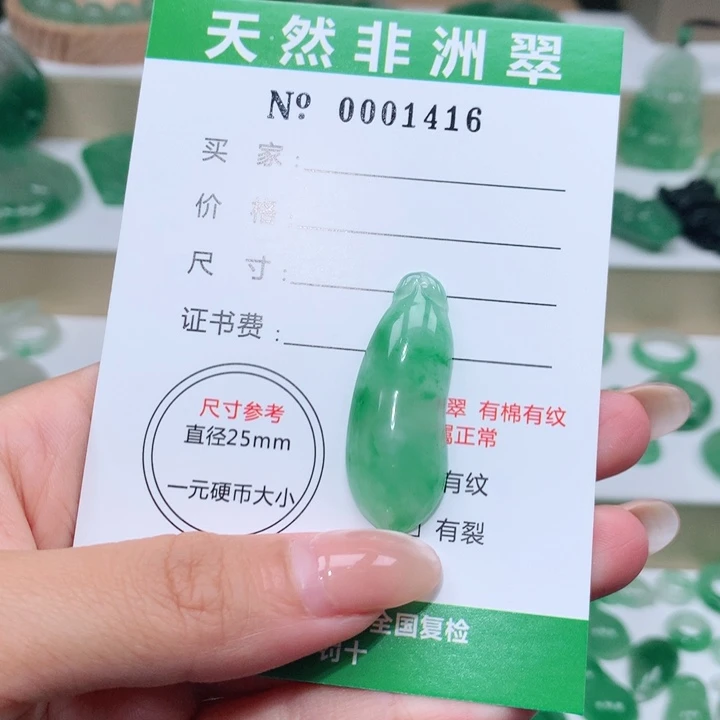 天然非洲翠
Nº 0001416
买 家:
价 格:
尺 寸:
证书费:
尺寸参考
直径25mm
一元硬币大小
翠 有棉有纹
属正常
有纹
有裂
全国复检
罚十